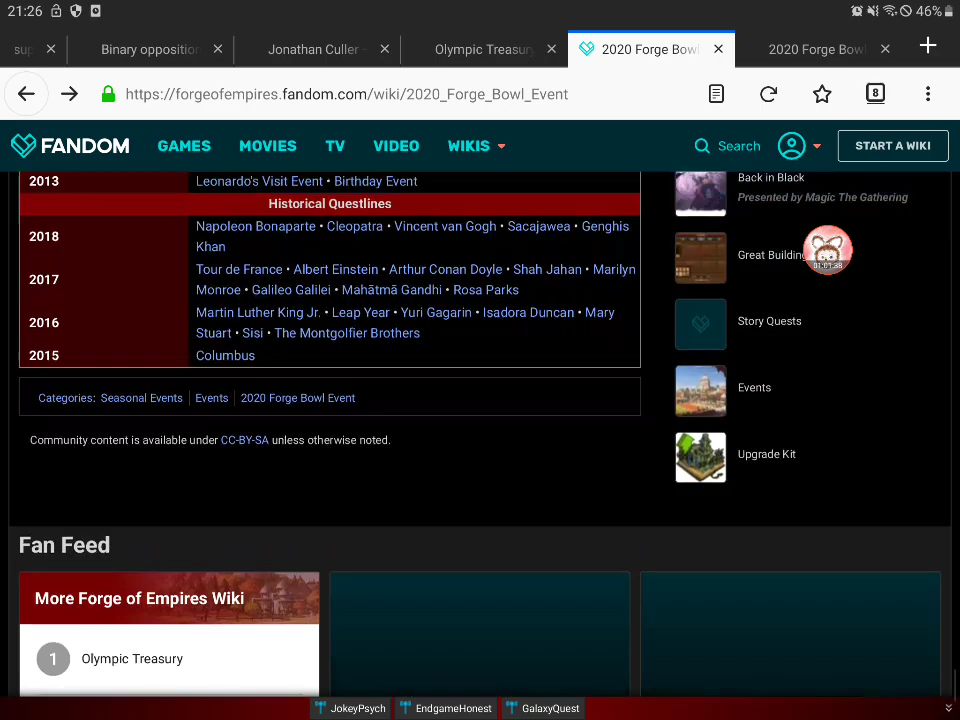 21:26
46%
sup
Binary opposition
Jonathan Culler -
Olympic Treasury
2020 Forge Bowl
2020 Forge Bowl
https://forgeofempires.fandom.com/wiki/2020_Forge_Bowl_Event
8
FANDOM
GAMES
MOVIES
TV
VIDEO
WIKIS
Search
START A WIKI
2013
Leonardo's Visit Event • Birthday Event
Historical Questlines
2018
Napoleon Bonaparte • Cleopatra • Vincent van Gogh • Sacajawea • Genghis
Khan
2017
Tour de France • Albert Einstein • Arthur Conan Doyle • Shah Jahan • Marilyn
Monroe • Galileo Galilei • Mahātmā Gandhi • Rosa Parks
2016
Martin Luther King Jr. • Leap Year • Yuri Gagarin • Isadora Duncan • Mary
Stuart • Sisi • The Montgolfier Brothers
2015
Columbus
Categories: Seasonal Events
Events
2020 Forge Bowl Event
Community content is available under CC-BY-SA unless otherwise noted.
Back in Black
Presented by Magic The Gathering
Great Building
01:01:38
Story Quests
Events
Upgrade Kit
Fan Feed
More Forge of Empires Wiki
1
Olympic Treasury
JokeyPsych
EndgameHonest
GalaxyQuest